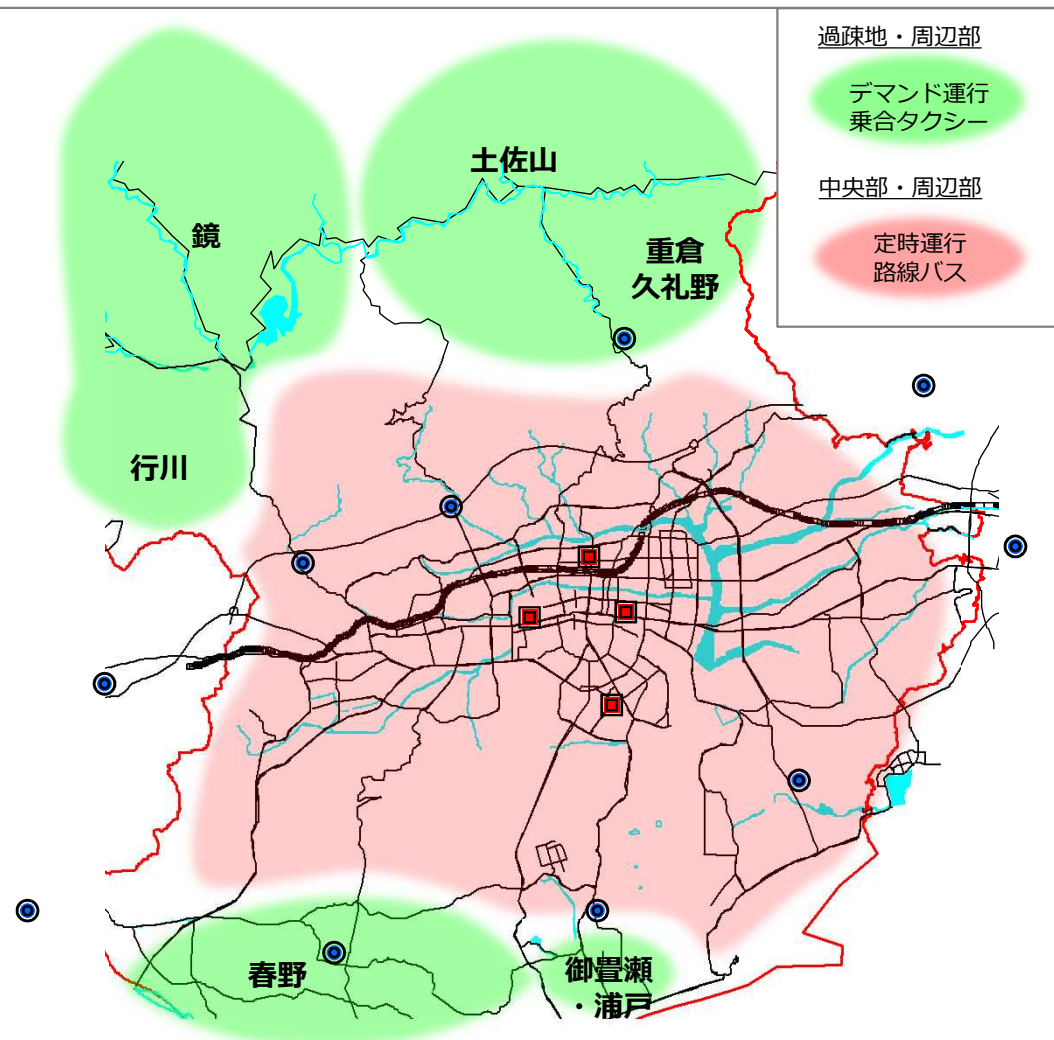 過疎地・周辺部
デマンド運行
乗合タクシー
中央部・周辺部
定時運行
路線バス
土佐山
鏡
重倉
久礼野
行川
春野
御畳瀬
・浦戸